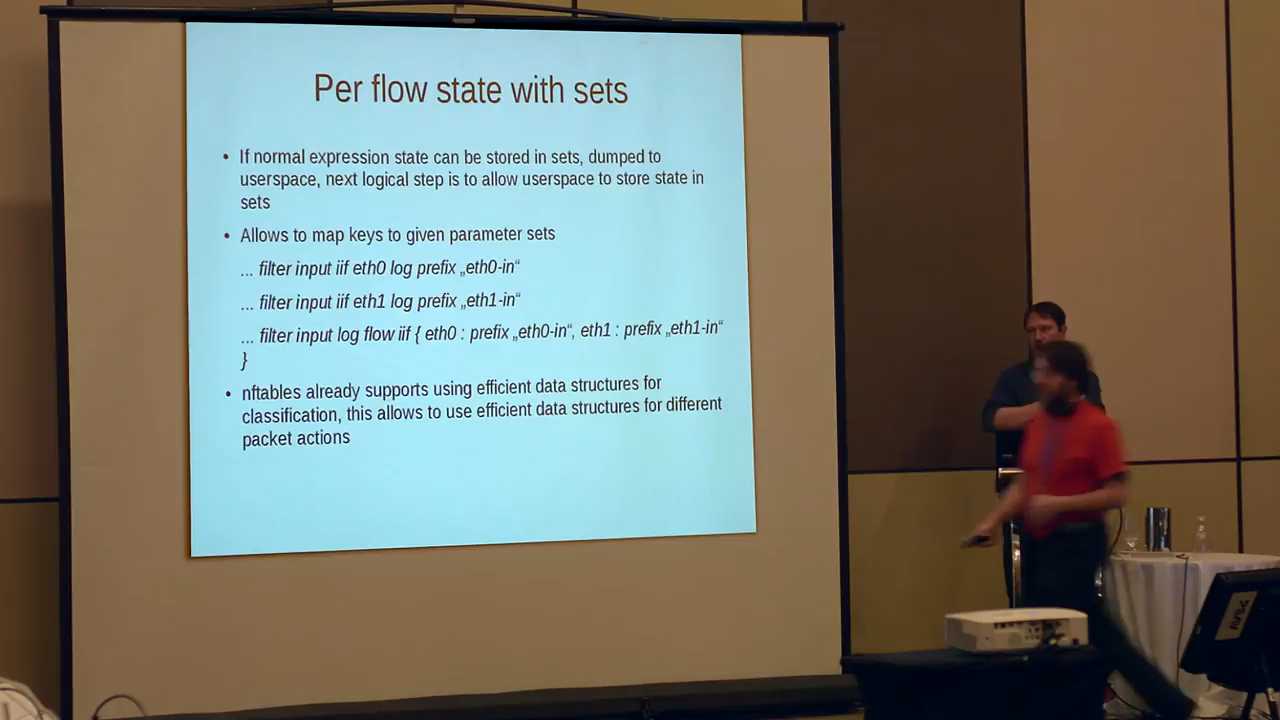 Per flow state with sets
• If normal expression state can be stored in sets, dumped to
userspace, next logical step is to allow userspace to store state in
sets
• Allows to map keys to given parameter sets
... filter input iif eth0 log prefix „eth0-in“
... filter input iif eth1 log prefix „eth1-in“
... filter input log flow iif { eth0 : prefix „eth0-in“, eth1 : prefix „eth1-in“
}
• nftables already supports using efficient data structures for
classification, this allows to use efficient data structures for different
packet actions